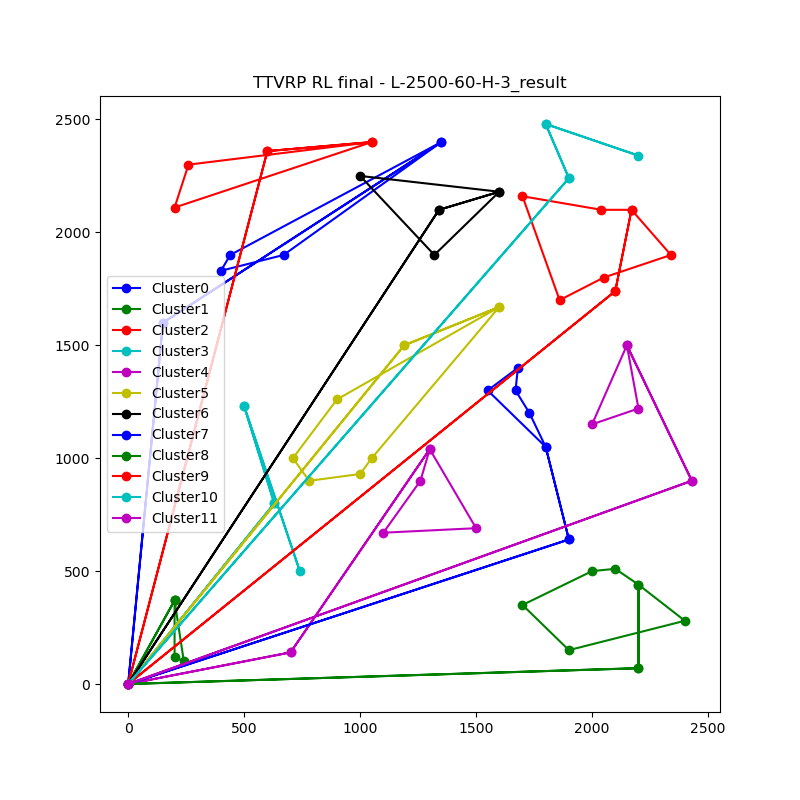 TTVRP RL final - L-2500-60-H-3_result
2500
2000
1500
1000
500
0
Cluster0
Cluster1
Cluster2
Cluster3
Cluster4
Cluster5
Cluster6
Cluster7
Cluster8
Cluster9
Cluster10
Cluster11
0 500 1000 1500 2000 2500